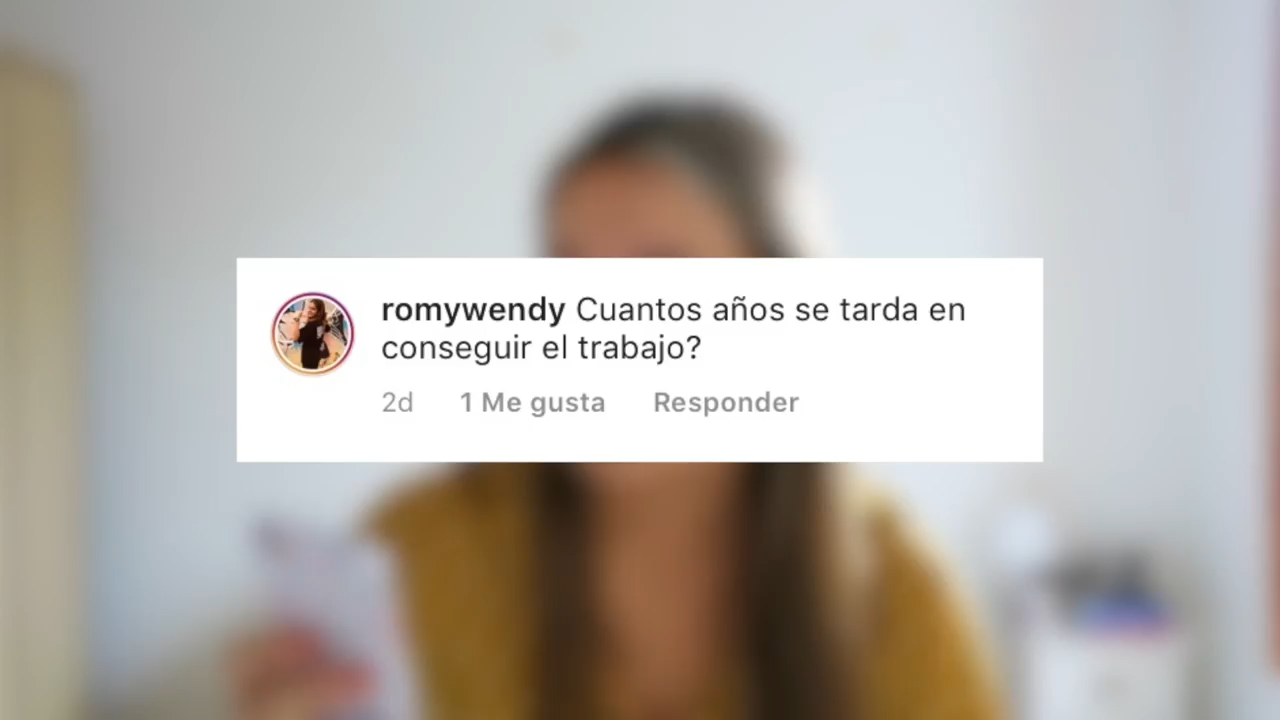 romywendy Cuantos años se tarda en
conseguir el trabajo?
2d 1 Me gusta Responder